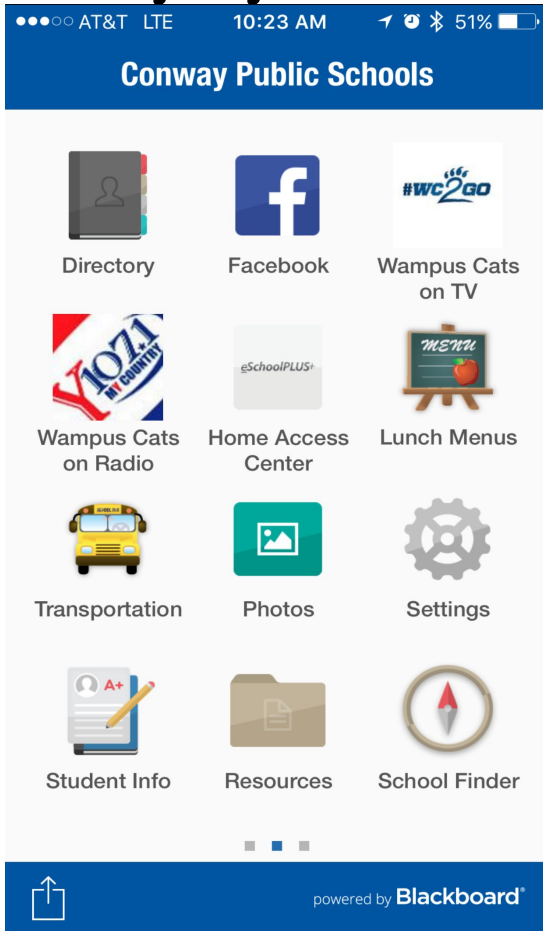 AT&T LTE 10:23 AM 51%
Conway Public Schools
#WC2GO
Directory
Facebook
Wampus Cats
on TV
Y107.1
MY COUNTRY
eSchoolPLUS+
MENU
Wampus Cats
on Radio
Home Access
Center
Lunch Menus
SCHOOL BUS
Transportation
Photos
Settings
A+
Student Info
Resources
School Finder
powered by Blackboard®